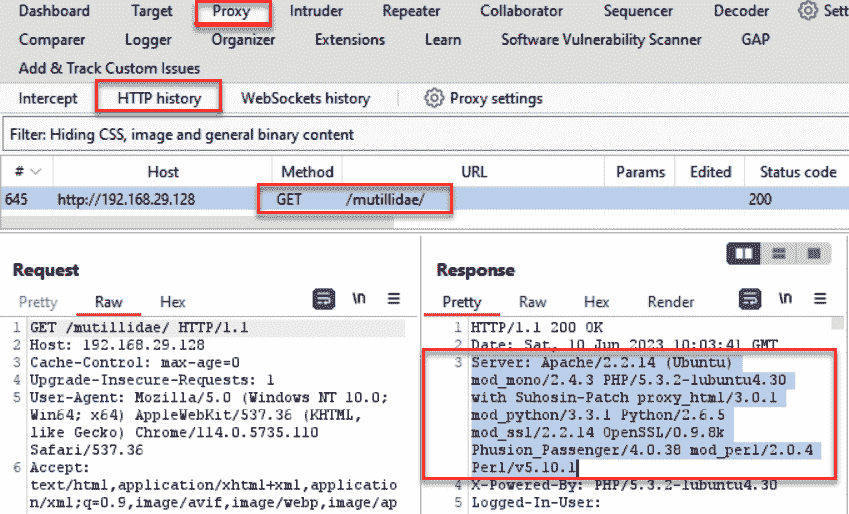 Dashboard Target Proxy Intruder Repeater Collaborator Sequencer Decoder Sett
Comparer Logger Organizer Extensions Learn Software Vulnerability Scanner GAP
Add & Track Custom Issues
Intercept HTTP history WebSockets history Proxy settings
Filter: Hiding CSS, image and general binary content
# Host Method URL Params Edited Status code
645 http://192.168.29.128 GET /mutillidae/ 200
Request
Pretty Raw Hex \n
1 GET /mutillidae/ HTTP/1.1
2 Host: 192.168.29.128
3 Cache-Control: max-age=0
4 Upgrade-Insecure-Requests: 1
5 User-Agent: Mozilla/5.0 (Windows NT 10.0;
Win64; x64) AppleWebKit/537.36 (KHTML,
like Gecko) Chrome/114.0.5735.110
Safari/537.36
6 Accept:
text/html,application/xhtml+xml,applicatio
n/xml;q=0.9,image/avif,image/webp,image/ap
Response
Pretty Raw Hex Render \n
1 HTTP/1.1 200 OK
2 Date: Sat, 10 Jun 2023 10:03:41 GMT
3 Server: Apache/2.2.14 (Ubuntu)
mod_mono/2.4.3 PHP/5.3.2-1ubuntu4.30
with Suhosin-Patch proxy_html/3.0.1
mod_python/3.3.1 Python/2.6.5
mod_ssl/2.2.14 OpenSSL/0.9.8k
Phusion_Passenger/4.0.38 mod_perl/2.0.4
Perl/v5.10.1
4 X-Powered-By: PHP/5.3.2-1ubuntu4.30
5 Logged-In-User: